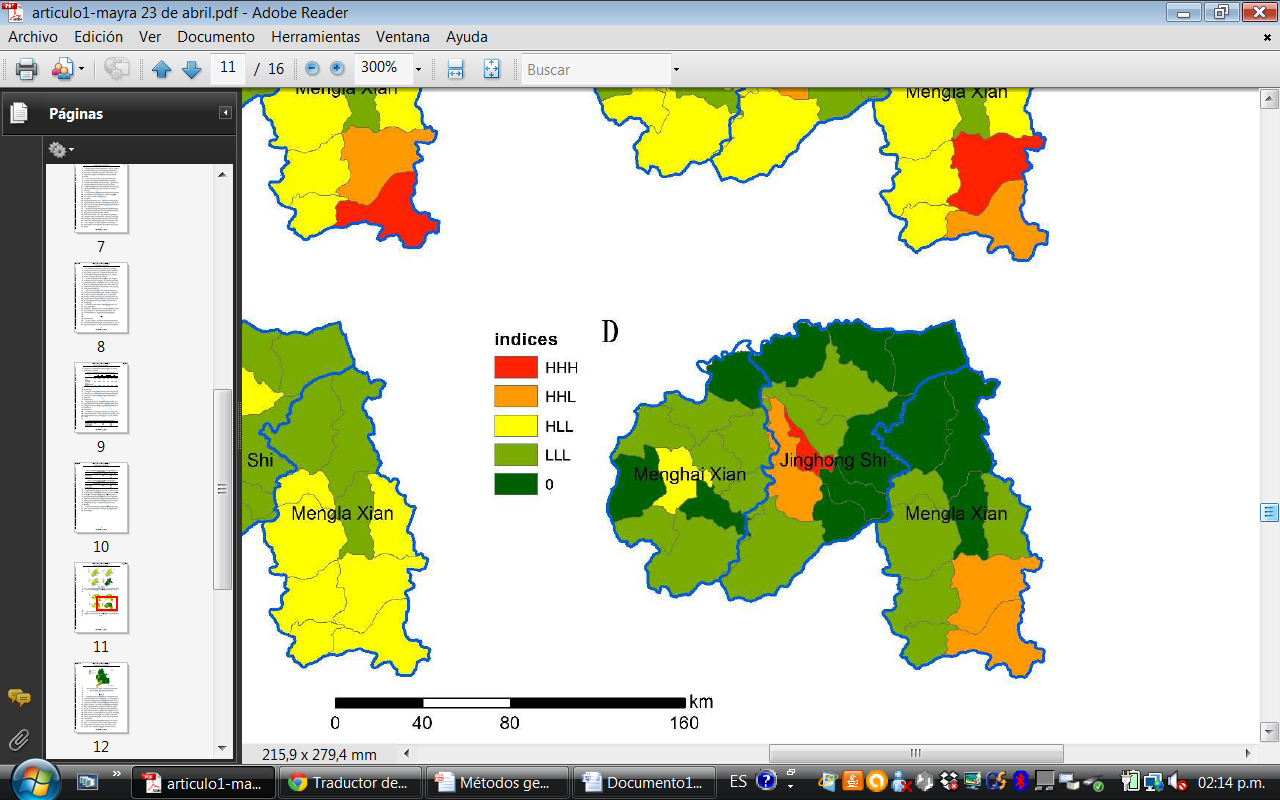 articulo1-mayra 23 de abril.pdf - Adobe Reader
Archivo Edición Ver Documento Herramientas Ventana Ayuda
11 / 16 300% Buscar
Páginas
7
8
9
10
11
12
Mengla Xian
Mengla Xian
indices
HHH
HHL
HLL
LLL
0
D
Shi
Mengla Xian
Menghai Xian
Jinghong Shi
Mengla Xian
km
0 40 80 160
215,9 x 279,4 mm
articulo1-ma... Traductor de... Métodos ge... Documento1... ES 02:14 p.m.